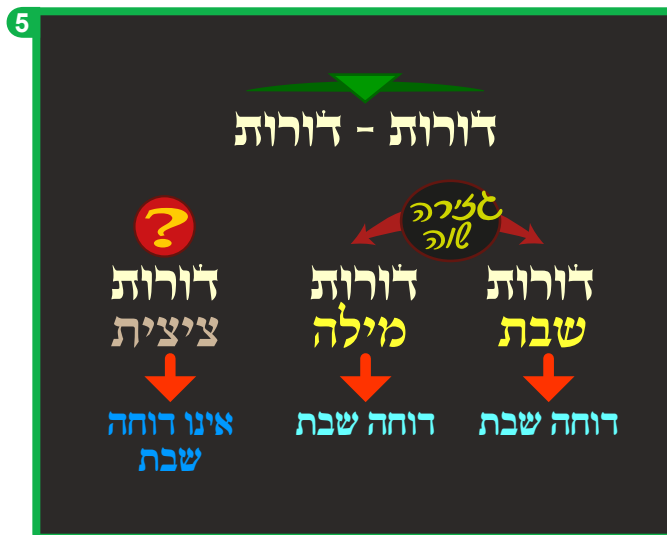 5
דורות - דורות
גזירה
שוה
?
דורות
שבת
דוחה שבת
דורות
מילה
דוחה שבת
דורות
ציצית
אינו דוחה
שבת